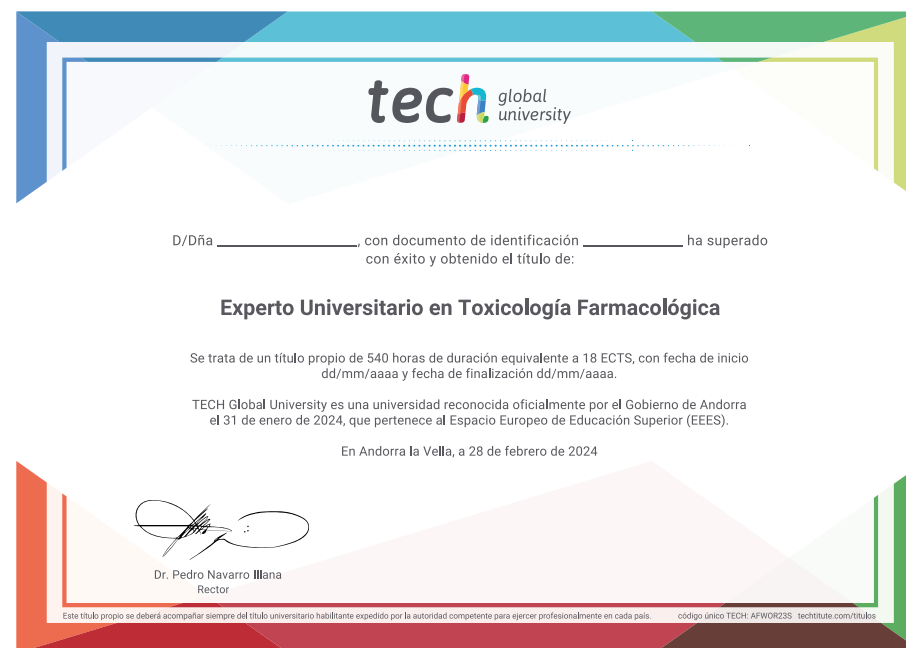 tech global
university
D/Dña ______________________, con documento de identificación ______________ ha superado
con éxito y obtenido el título de:
Experto Universitario en Toxicología Farmacológica
Se trata de un título propio de 540 horas de duración equivalente a 18 ECTS, con fecha de inicio
dd/mm/aaaa y fecha de finalización dd/mm/aaaa.
TECH Global University es una universidad reconocida oficialmente por el Gobierno de Andorra
el 31 de enero de 2024, que pertenece al Espacio Europeo de Educación Superior (EEES).
En Andorra la Vella, a 28 de febrero de 2024
Dr. Pedro Navarro Illana
Rector
Este título propio se deberá acompañar siempre del título universitario habilitante expedido por la autoridad competente para ejercer profesionalmente en cada país. código único TECH: AFWOR23S techtitute.com/titulos